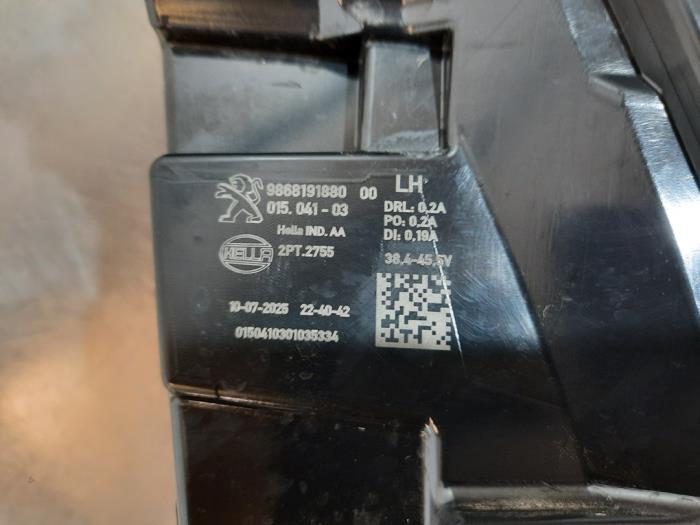 9868191880 00 LH
015. 041 - 03 DRL: 0,2A
PO: 0,2A
Hella IND. AA DI: 0,19A
HELLA 2PT.2755 38,4-45,5V
10-07-2025 22-40-42
0150410301035334